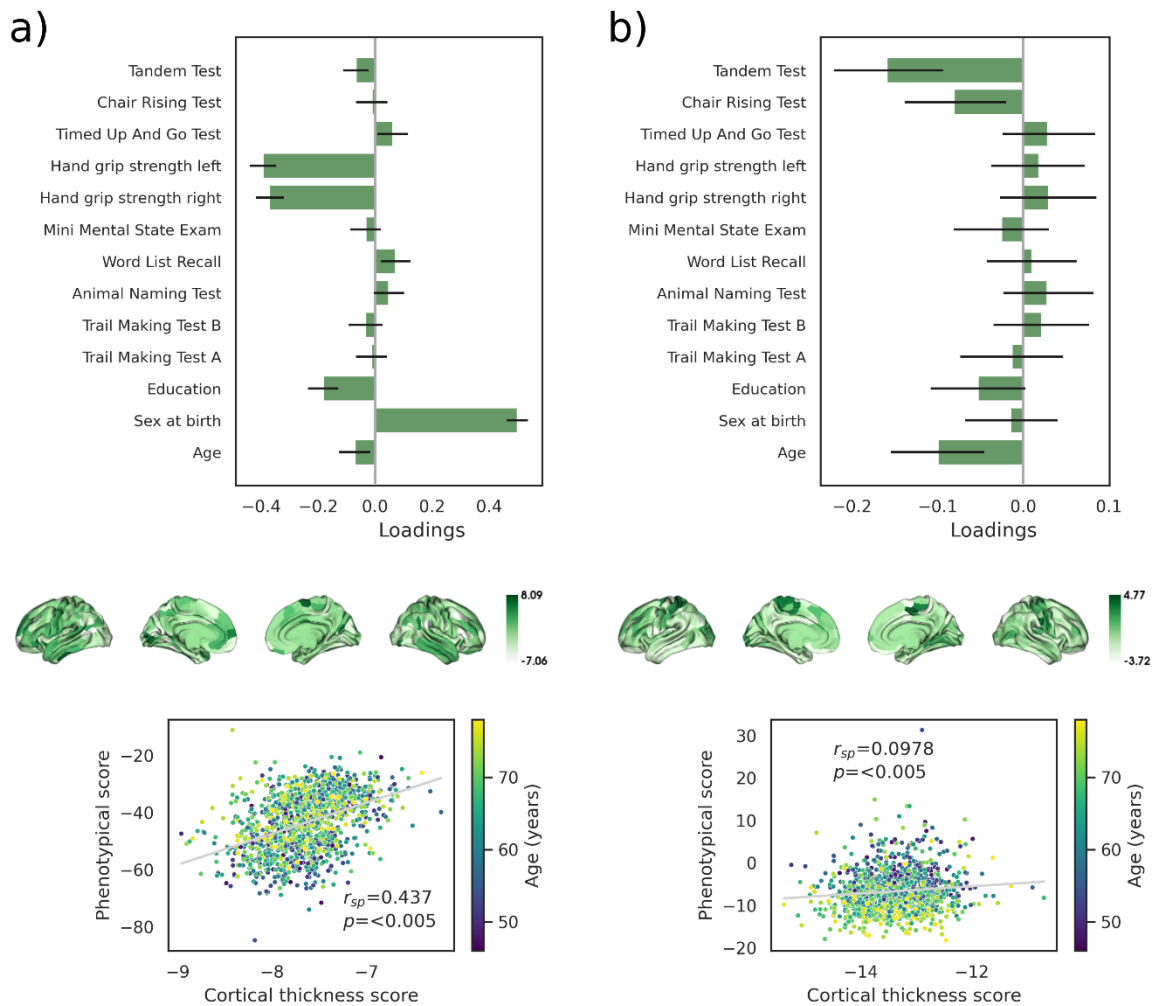 a)
Tandem Test
Chair Rising Test
Timed Up And Go Test
Hand grip strength left
Hand grip strength right
Mini Mental State Exam
Word List Recall
Animal Naming Test
Trail Making Test B
Trail Making Test A
Education
Sex at birth
Age
−0.4 −0.2 0.0 0.2 0.4
Loadings
8.09
-7.06
Phenotypical score
−20
−40
−60
−80
r_sp=0.437
p=<0.005
−9 −8 −7
Cortical thickness score
70
60
50
Age (years)
b)
Tandem Test
Chair Rising Test
Timed Up And Go Test
Hand grip strength left
Hand grip strength right
Mini Mental State Exam
Word List Recall
Animal Naming Test
Trail Making Test B
Trail Making Test A
Education
Sex at birth
Age
−0.2 −0.1 0.0 0.1
Loadings
4.77
-3.72
Phenotypical score
30
20
10
0
−10
−20
r_sp=0.0978
p=<0.005
−14 −12
Cortical thickness score
70
60
50
Age (years)